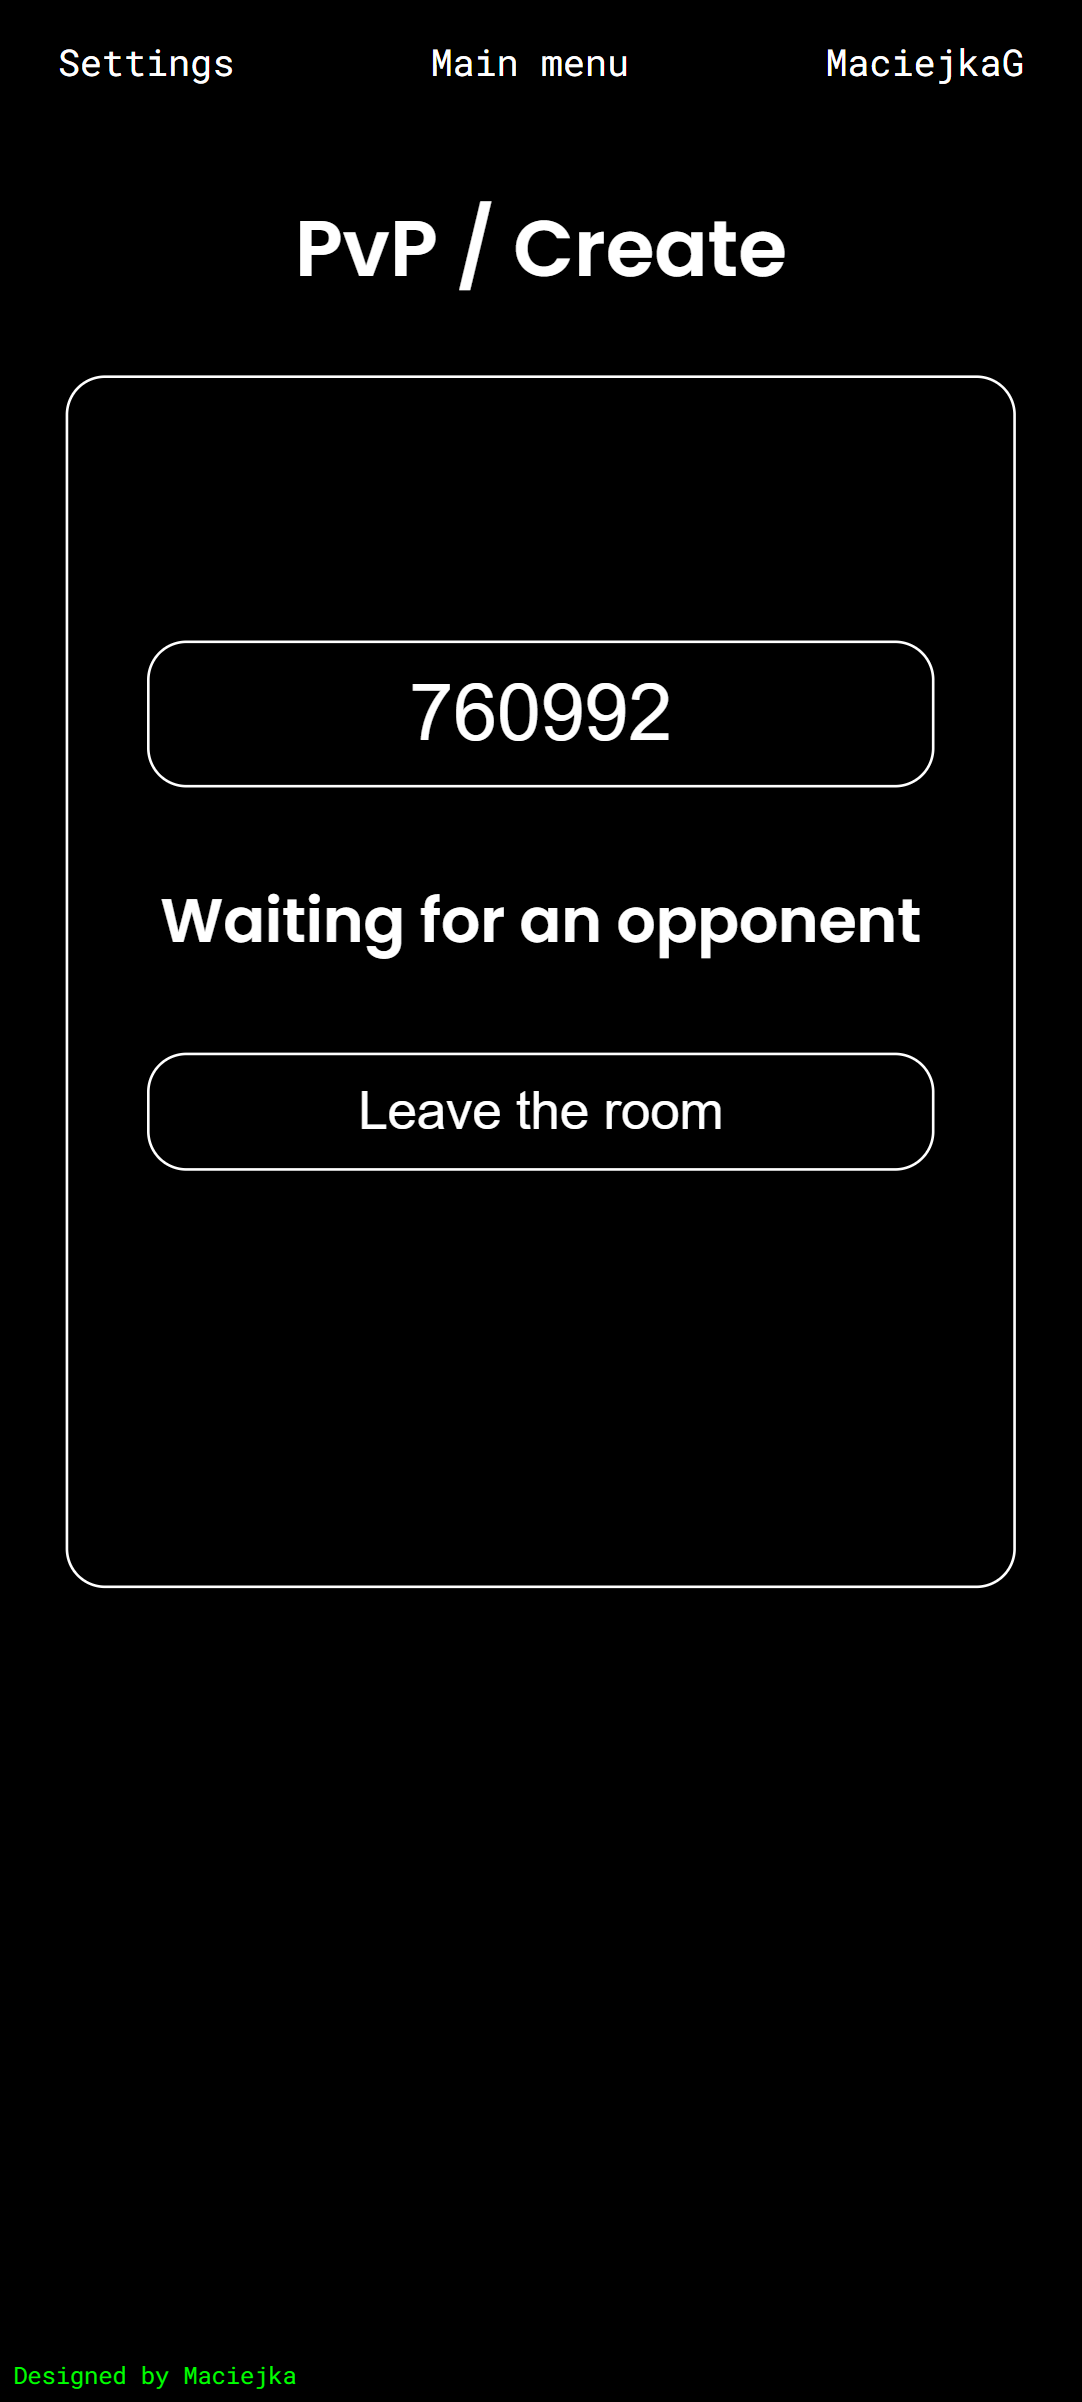 Settings Main menu MaciejkaG
PvP / Create
760992
Waiting for an opponent
Leave the room
Designed by Maciejka